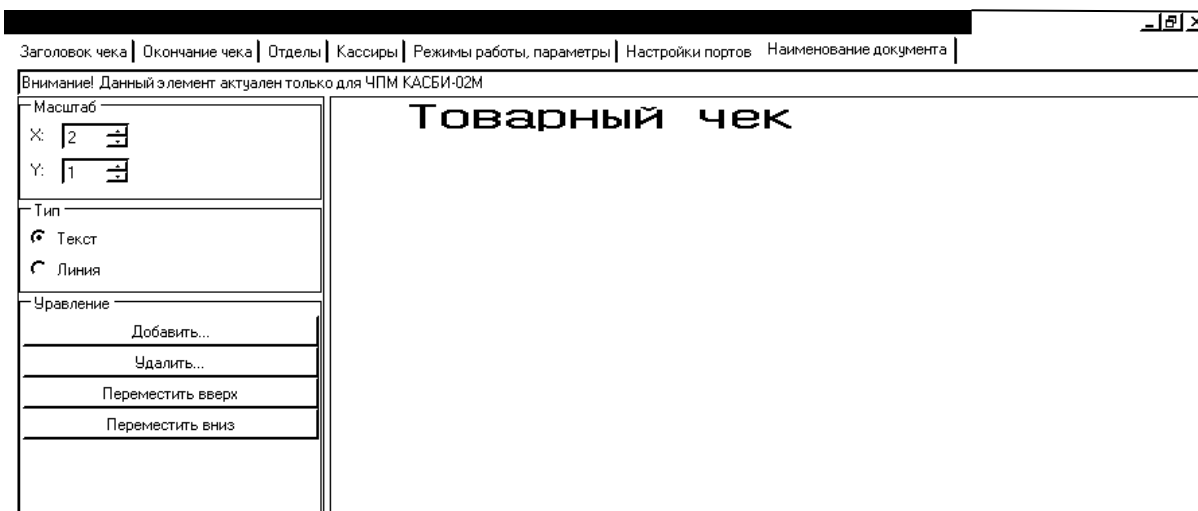 Заголовок чека Окончание чека Отделы Кассиры Режимы работы, параметры Настройки портов Наименование документа
Внимание! Данный элемент актуален только для ЧПМ КАСБИ-02М
Масштаб
X: 2
Y: 1
Тип
Текст
Линия
Уравление
Добавить...
Удалить...
Переместить вверх
Переместить вниз
Товарный чек